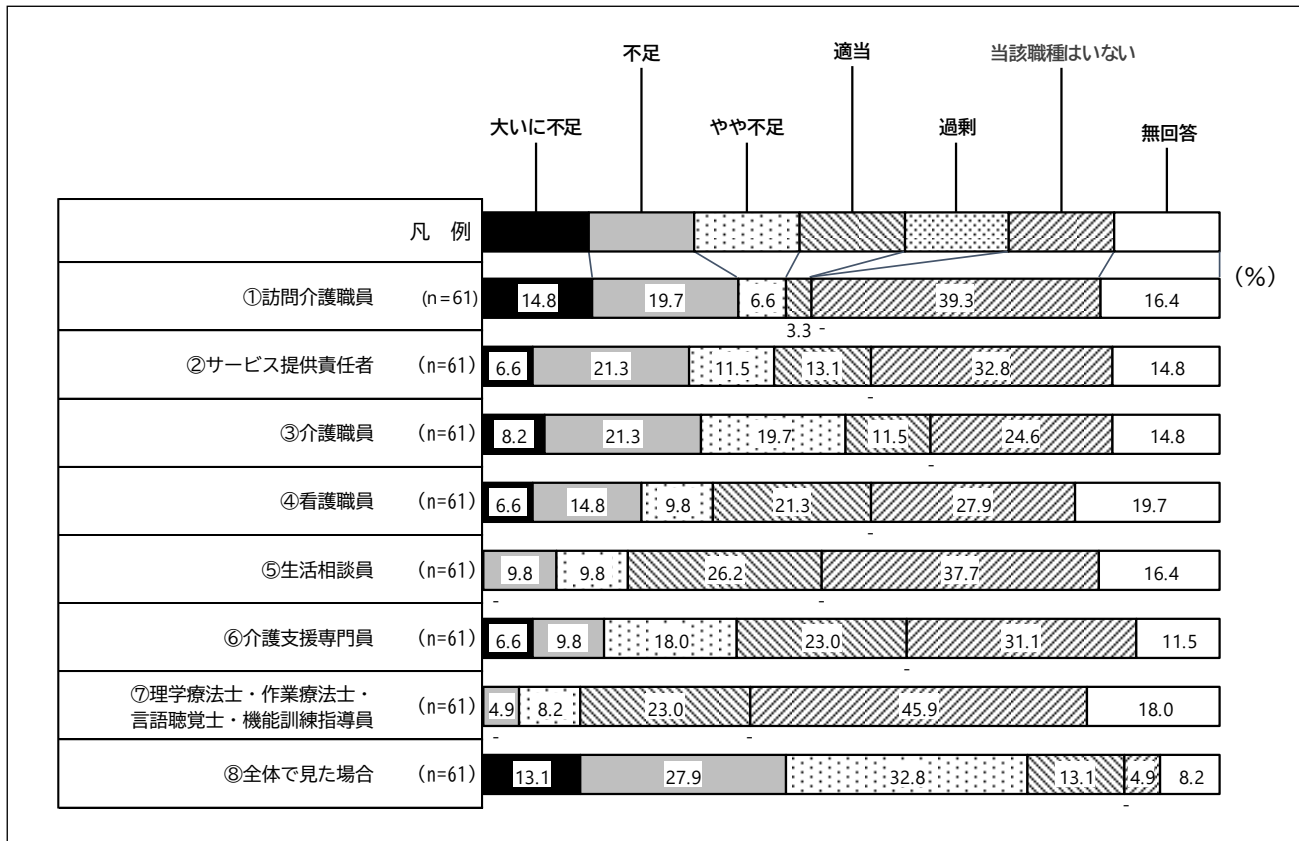 不足
適当
当該職種はいない
大いに不足
やや不足
過剰
無回答
凡 例
(%)
①訪問介護職員 (n=61) 14.8 19.7 6.6 39.3 16.4
3.3 -
②サービス提供責任者 (n=61) 6.6 21.3 11.5 13.1 32.8 14.8
-
③介護職員 (n=61) 8.2 21.3 19.7 11.5 24.6 14.8
-
④看護職員 (n=61) 6.6 14.8 9.8 21.3 27.9 19.7
-
⑤生活相談員 (n=61) 9.8 9.8 26.2 37.7 16.4
- -
⑥介護支援専門員 (n=61) 6.6 9.8 18.0 23.0 31.1 11.5
-
⑦理学療法士・作業療法士・
言語聴覚士・機能訓練指導員 (n=61) 4.9 8.2 23.0 45.9 18.0
- -
⑧全体で見た場合 (n=61) 13.1 27.9 32.8 13.1 4.9 8.2
-